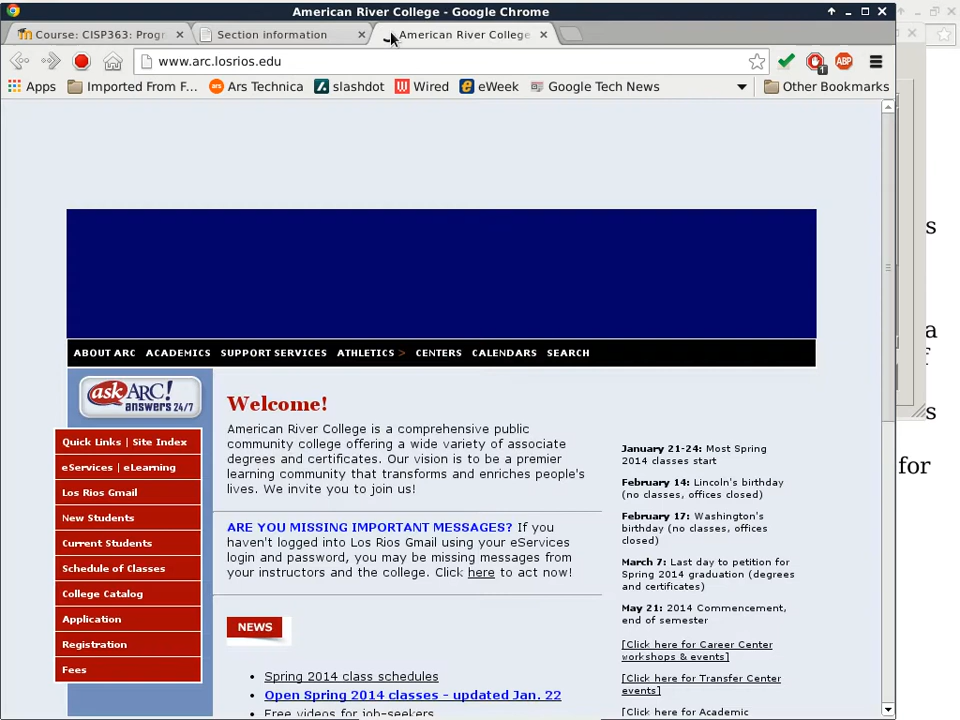 American River College - Google Chrome
Course: CISP363: Progr
Section information
American River College
www.arc.losrios.edu
1
ABP
Apps
Imported From F...
ars
Ars Technica
slashdot
Wired
eWeek
Google Tech News
Other Bookmarks
ABOUT ARC ACADEMICS SUPPORT SERVICES ATHLETICS > CENTERS CALENDARS SEARCH
ask ARC!
answers 24/7
Quick Links | Site Index
eServices | eLearning
Los Rios Gmail
New Students
Current Students
Schedule of Classes
College Catalog
Application
Registration
Fees
Welcome!
American River College is a comprehensive public
community college offering a wide variety of associate
degrees and certificates. Our vision is to be a premier
learning community that transforms and enriches people's
lives. We invite you to join us!
ARE YOU MISSING IMPORTANT MESSAGES? If you
haven't logged into Los Rios Gmail using your eServices
login and password, you may be missing messages from
your instructors and the college. Click here to act now!
NEWS
• Spring 2014 class schedules
• Open Spring 2014 classes - updated Jan. 22
• Free videos for job-seekers
January 21-24: Most Spring
2014 classes start
February 14: Lincoln's birthday
(no classes, offices closed)
February 17: Washington's
birthday (no classes, offices
closed)
March 7: Last day to petition for
Spring 2014 graduation (degrees
and certificates)
May 21: 2014 Commencement,
end of semester
[Click here for Career Center
workshops & events]
[Click here for Transfer Center
events]
[Click here for Academic
s
a
f
s
for